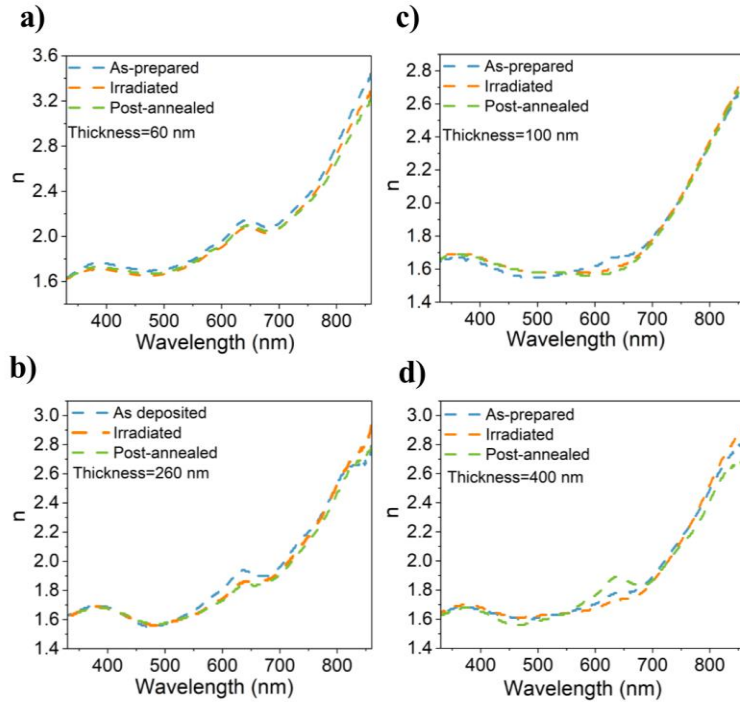 a)
3.6
3.2
2.8
2.4
2.0
1.6
n
As-prepared
Irradiated
Post-annealed
Thickness=60 nm
400 500 600 700 800
Wavelength (nm)
c)
2.8
2.6
2.4
2.2
2.0
1.8
1.6
1.4
n
As-prepared
Irradiated
Post-annealed
Thickness=100 nm
400 500 600 700 800
Wavelength (nm)
b)
3.0
2.8
2.6
2.4
2.2
2.0
1.8
1.6
1.4
n
As deposited
Irradiated
Post-annealed
Thickness=260 nm
400 500 600 700 800
Wavelength (nm)
d)
3.0
2.8
2.6
2.4
2.2
2.0
1.8
1.6
1.4
n
As-prepared
Irradiated
Post-annealed
Thickness=400 nm
400 500 600 700 800
Wavelength (nm)